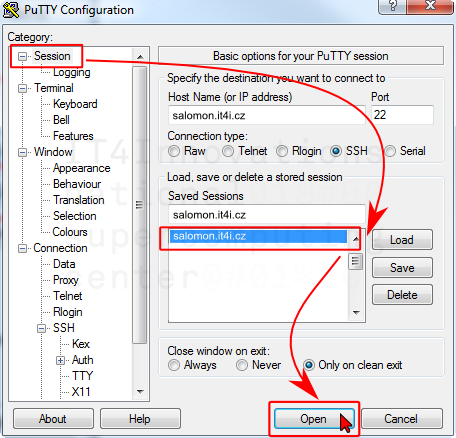 PuTTY Configuration
Category:
Session
Logging
Terminal
Keyboard
Bell
Features
Window
Appearance
Behaviour
Translation
Selection
Colours
Connection
Data
Proxy
Telnet
Rlogin
SSH
Kex
Auth
TTY
X11
Basic options for your PuTTY session
Specify the destination you want to connect to
Host Name (or IP address)
Port
salomon.it4i.cz
22
Connection type:
Raw
Telnet
Rlogin
SSH
Serial
Load, save or delete a stored session
Saved Sessions
salomon.it4i.cz
salomon.it4i.cz
Load
Save
Delete
Close window on exit:
Always
Never
Only on clean exit
About
Help
Open
Cancel
IT4Innovations
national
supercomputing
center